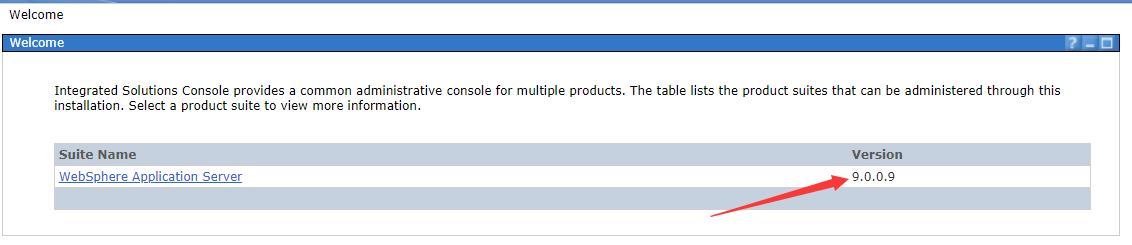 Welcome
Welcome
?
Integrated Solutions Console provides a common administrative console for multiple products. The table lists the product suites that can be administered through this
installation. Select a product suite to view more information.
Suite Name Version
WebSphere Application Server 9.0.0.9